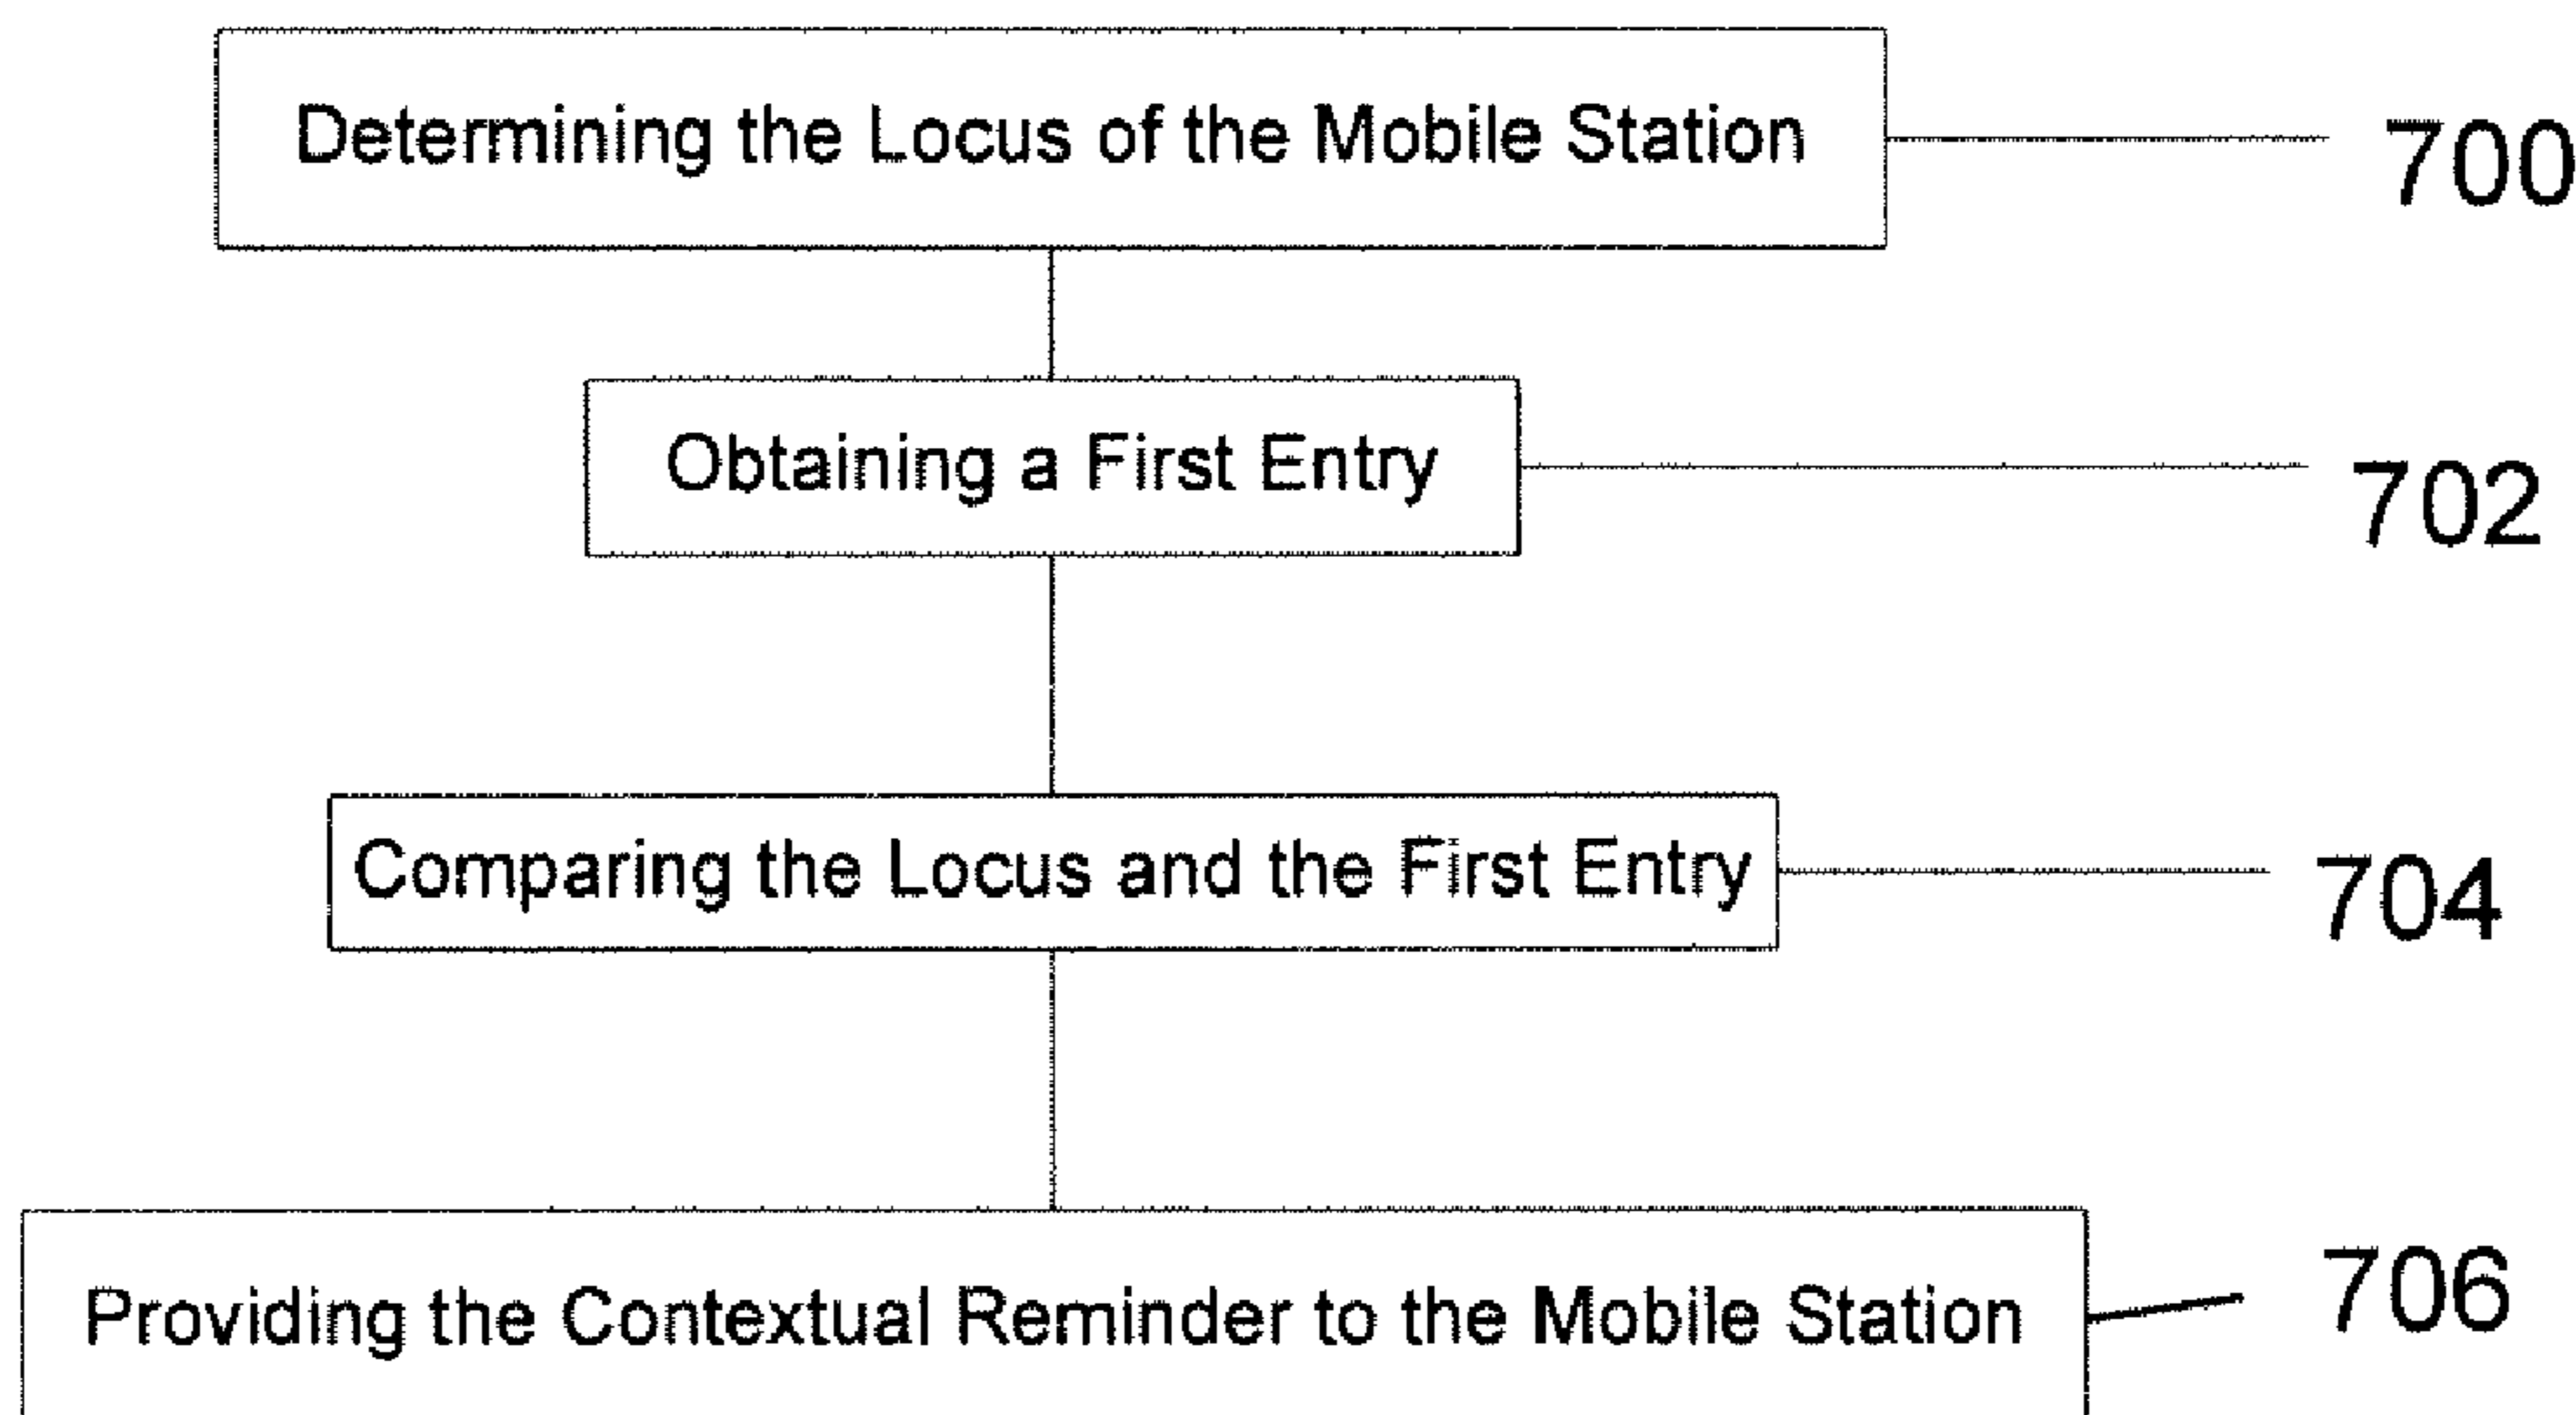 Determining the Locus of the Mobile Station
700
Obtaining a First Entry
702
Comparing the Locus and the First Entry
704
Providing the Contextual Reminder to the Mobile Station
706